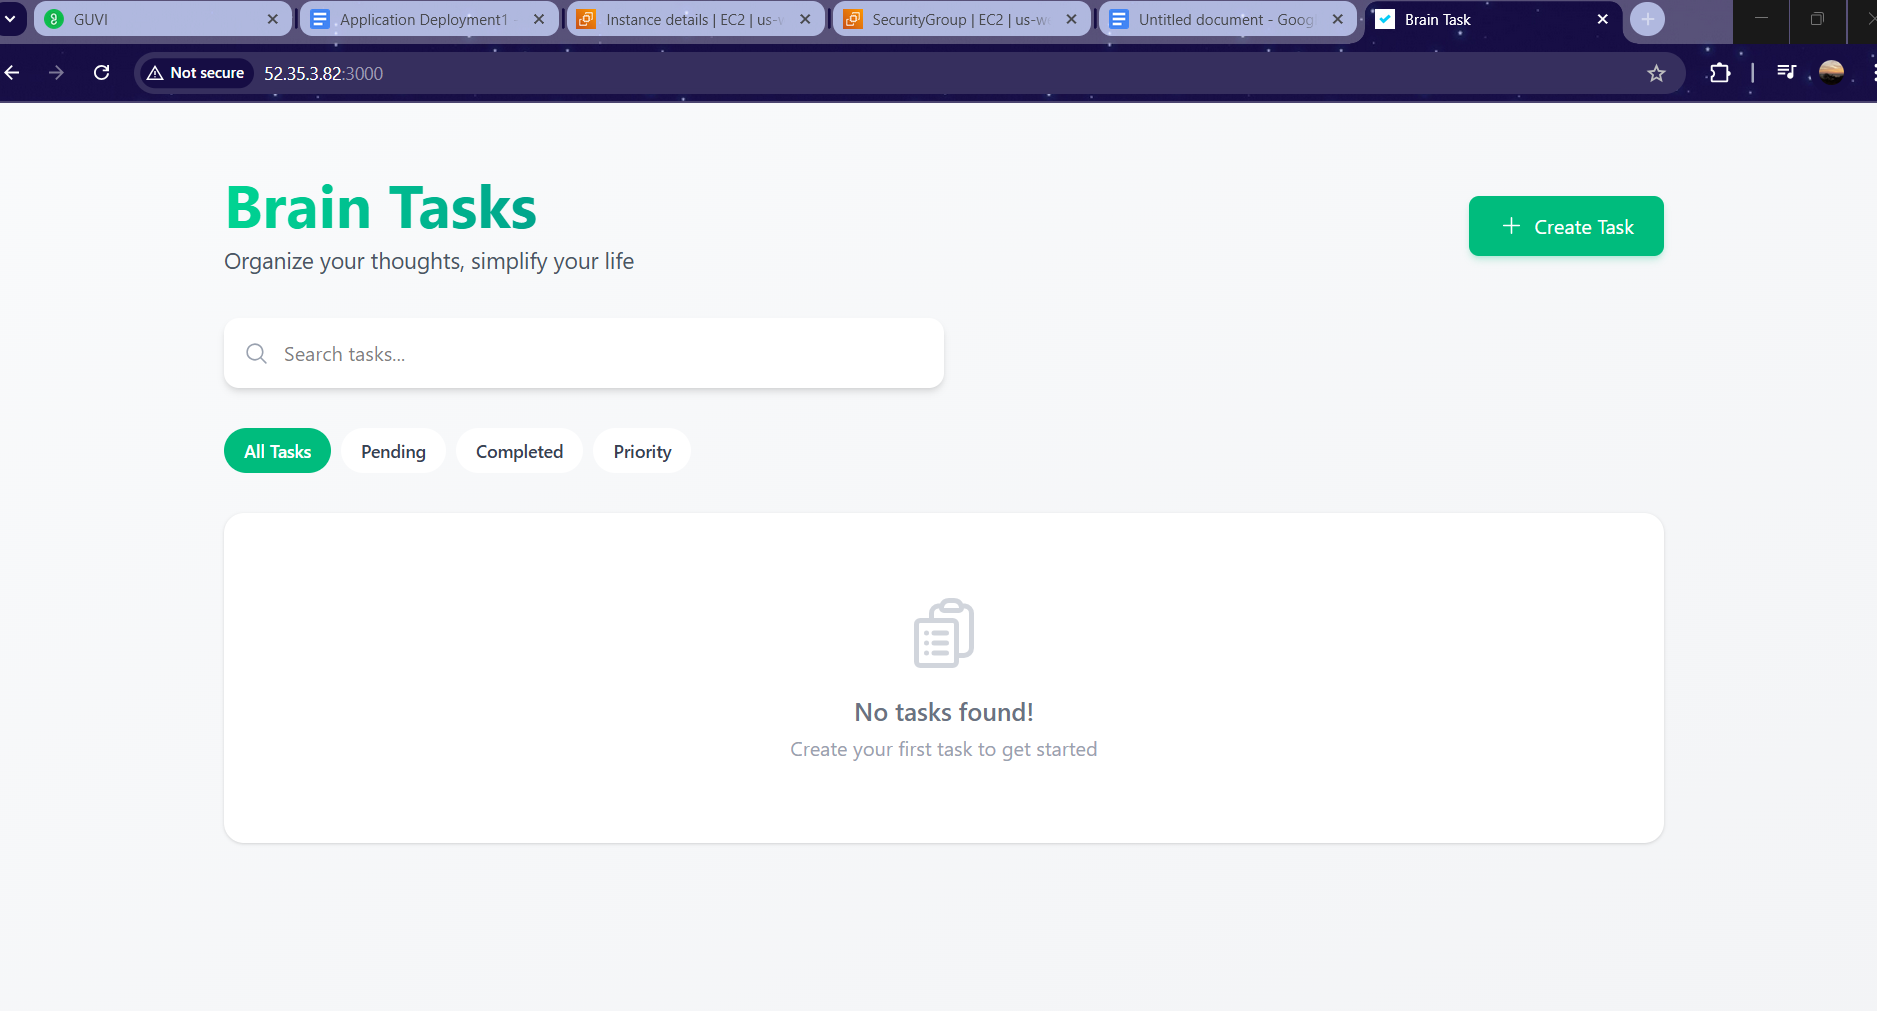 GUVI
Application Deployment1 -
Instance details | EC2 | us-w
SecurityGroup | EC2 | us-we
Untitled document - Goog
Brain Task
Not secure
52.35.3.82:3000
Brain Tasks
Organize your thoughts, simplify your life
Create Task
Search tasks...
All Tasks
Pending
Completed
Priority
No tasks found!
Create your first task to get started